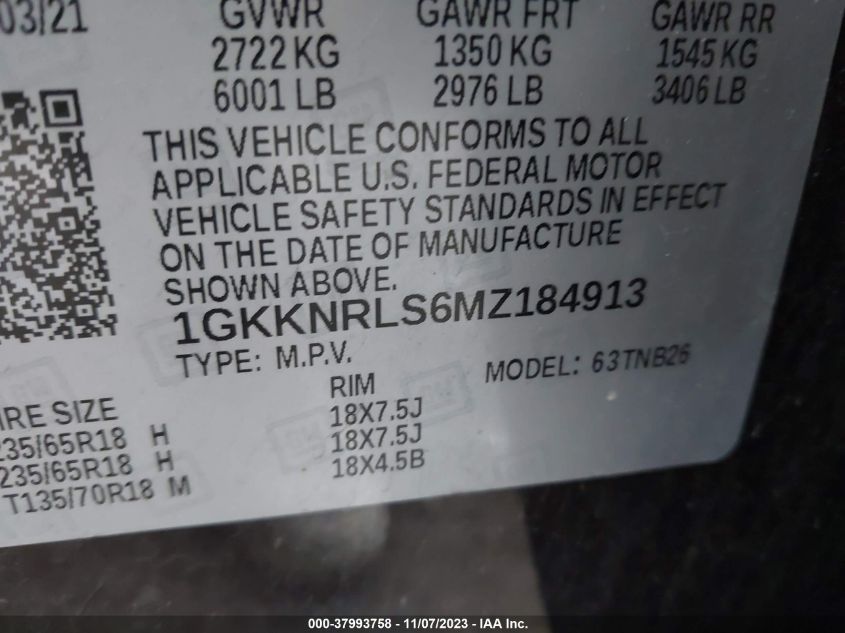 03/21 GVWR GAWR FRT GAWR RR
2722 KG 1350 KG 1545 KG
6001 LB 2976 LB 3406 LB
THIS VEHICLE CONFORMS TO ALL
APPLICABLE U.S. FEDERAL MOTOR
VEHICLE SAFETY STANDARDS IN EFFECT
ON THE DATE OF MANUFACTURE
SHOWN ABOVE.
1GKKNRLS6MZ184913
TYPE: M.P.V. MODEL: 63TNB26
IRE SIZE RIM
235/65R18 H 18X7.5J
235/65R18 H 18X7.5J
T135/70R18 M 18X4.5B
000-37993758 - 11/07/2023 - IAAI Inc.